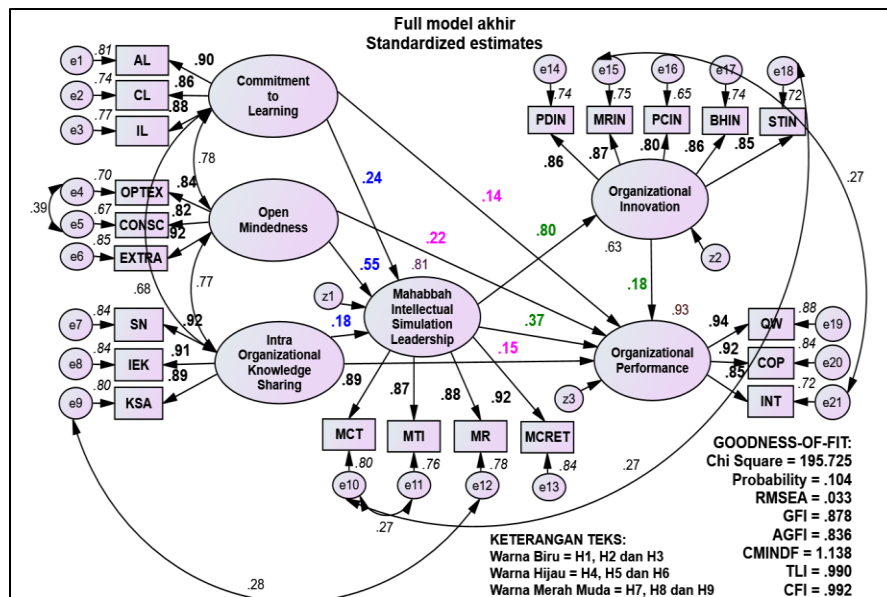 Full model akhir
Standardized estimates
e1
.81
AL
.90
e2
.74
CL
.86
e3
.77
IL
.88
Commitment
to
Learning
e4
.70
OPTEX
.84
e5
.67
CONSC
.82
e6
.85
EXTRA
.92
.39
Open
Mindedness
.78
.77
.68
e7
.84
SN
.92
e8
.84
IEK
.91
e9
.80
KSA
.89
Intra
Organizational
Knowledge
Sharing
.24
.55
.18
.14
.22
.15
z1
.81
Mahabbah
Intellectual
Simulation
Leadership
.80
.37
.18
.89
.87
.88
.92
MCT
MTI
MR
MCRET
.80
.76
.78
.84
e10
e11
e12
e13
.27
.28
.27
e14
e15
e16
e17
e18
.74
.75
.65
.74
.72
PDIN
MRIN
PCIN
BHIN
STIN
.86
.87
.80
.86
.85
Organizational
Innovation
.63
z2
.27
.93
Organizational
Performance
z3
.94
QW
.88
e19
.92
COP
.84
e20
.85
INT
.72
e21
GOODNESS-OF-FIT:
Chi Square = 195.725
Probability = .104
RMSEA = .033
GFI = .878
AGFI = .836
CMINDF = 1.138
TLI = .990
CFI = .992
KETERANGAN TEKS:
Warna Biru = H1, H2 dan H3
Warna Hijau = H4, H5 dan H6
Warna Merah Muda = H7, H8 dan H9